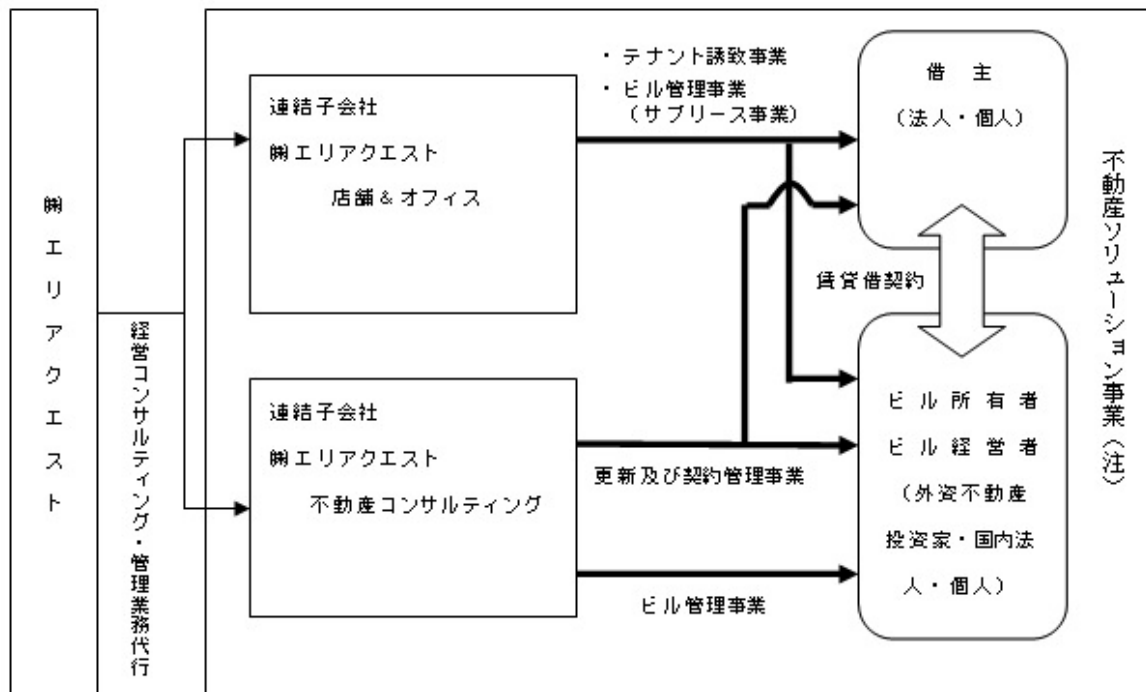 ㈱エリアクエスト
経営コンサルティング・管理業務代行
連結子会社
㈱エリアクエスト
店舗＆オフィス
連結子会社
㈱エリアクエスト
不動産コンサルティング
・テナント誘致事業
・ビル管理事業
（サブリース事業）
更新及び契約管理事業
ビル管理事業
借 主
（法人・個人）
賃貸借契約
ビル所有者
ビル経営者
（外資不動産
投資家・国内法
人・個人）
不動産ソリューション事業（注）